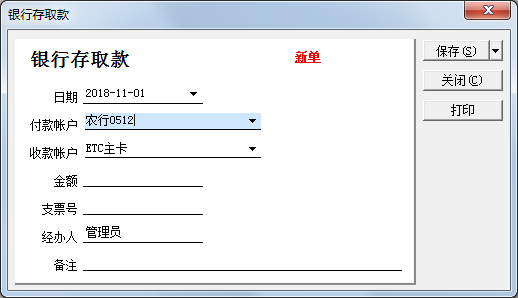 银行存取款
银行存取款 新单
日期 2018-11-01
付款帐户 农行0512
收款帐户 ETC主卡
金额
支票号
经办人 管理员
备注
保存(S)
关闭(C)
打印